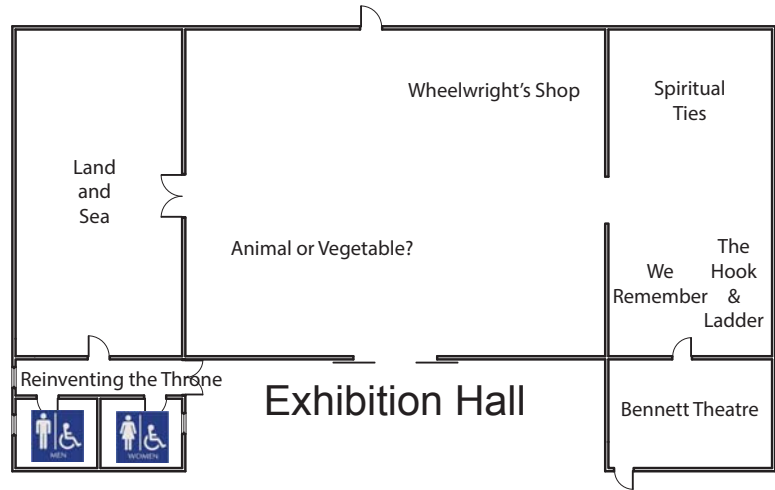 Wheelwright's Shop
Spiritual
Ties
Land
and
Sea
Animal or Vegetable?
We
Remember
The
Hook
&
Ladder
Reinventing the Throne
Exhibition Hall
Bennett Theatre
MEN
WOMEN